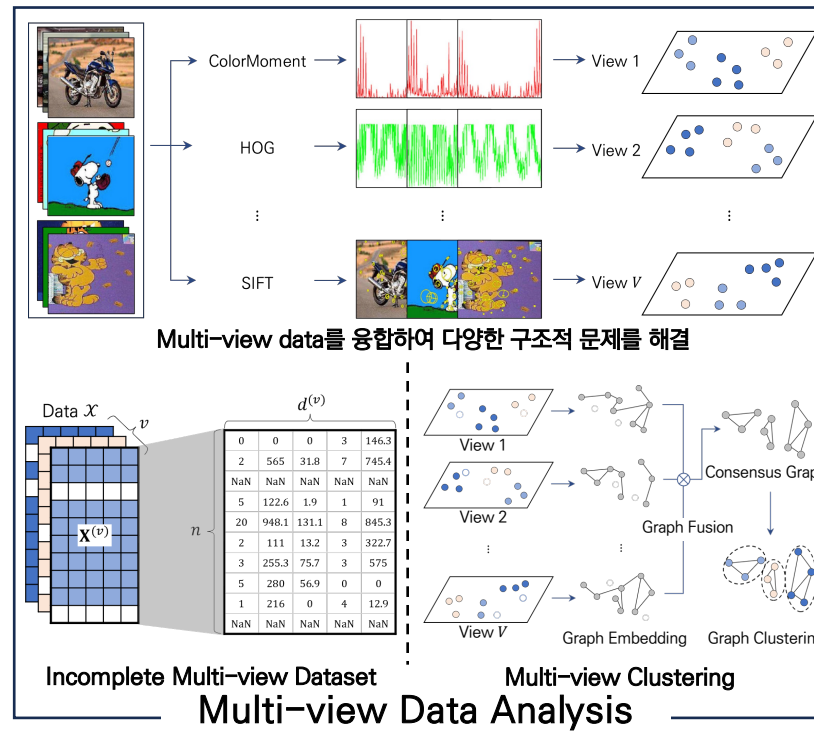 ColorMoment
View 1
HOG
View 2
⋮
⋮
⋮
SIFT
View V
Multi-view data를 융합하여 다양한 구조적 문제를 해결
Data 𝒳
v
d^(v)
n
X^(v)
0 0 0 3 146.3
2 565 31.8 7 745.4
NaN NaN NaN NaN NaN
5 122.6 1.9 1 91
20 948.1 131.1 8 845.3
2 111 13.2 3 322.7
3 255.3 75.7 3 575
5 280 56.9 0 0
1 216 0 4 12.9
NaN NaN NaN NaN NaN
Incomplete Multi-view Dataset
View 1
View 2
⋮
⋮
View V
Graph Embedding
Graph Fusion
Consensus Grap
Graph Clusterin
Multi-view Clustering
Multi-view Data Analysis